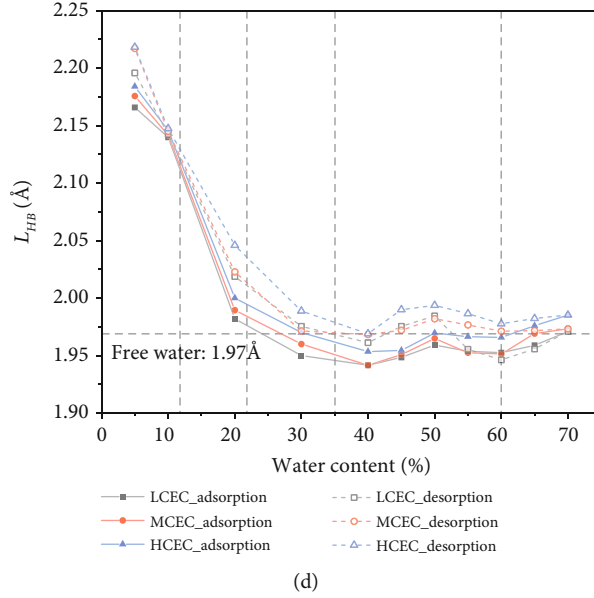 2.25
2.20
2.15
2.10
2.05
2.00
1.95
1.90
L_HB (Å)
Free water: 1.97Å
0 10 20 30 40 50 60 70
Water content (%)
LCEC_adsorption LCEC_desorption
MCEC_adsorption MCEC_desorption
HCEC_adsorption HCEC_desorption
(d)